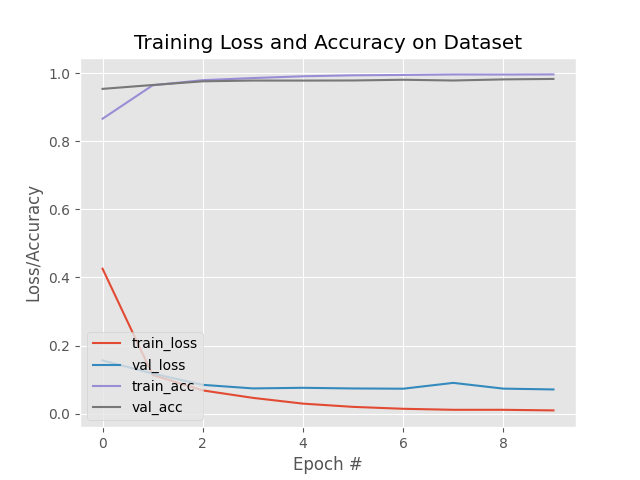 Training Loss and Accuracy on Dataset
Loss/Accuracy
1.0
0.8
0.6
0.4
0.2
0.0
train_loss
val_loss
train_acc
val_acc
0 2 4 6 8
Epoch #